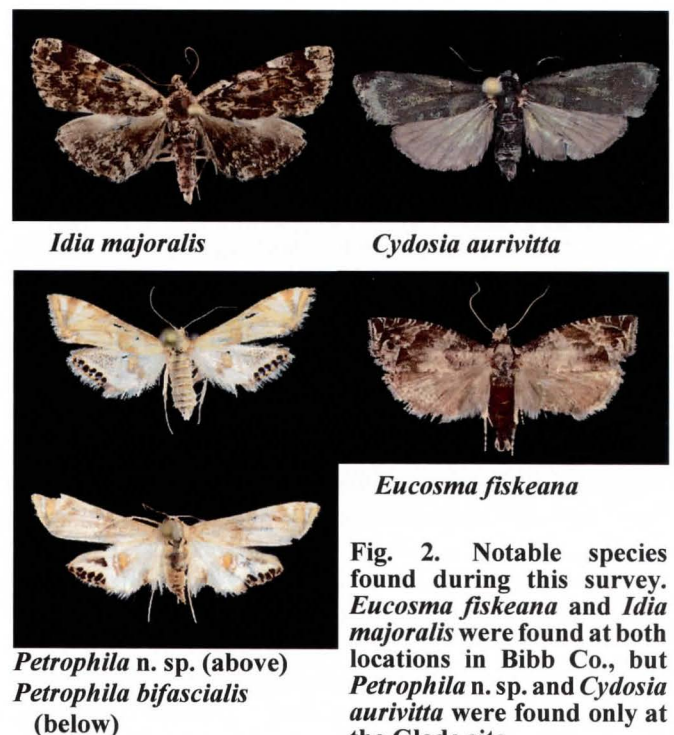 Idia majoralis
Cydosia aurivitta
Eucosma fiskeana
Petrophila n. sp. (above)
Petrophila bifascialis
(below)
Fig. 2. Notable species
found during this survey.
Eucosma fiskeana and Idia
majoralis were found at both
locations in Bibb Co., but
Petrophila n. sp. and Cydosia
aurivitta were found only at